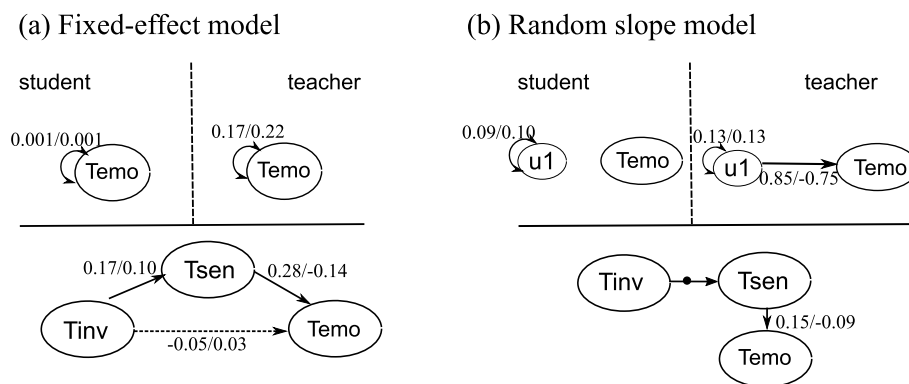 (a) Fixed-effect model
student
teacher
0.001/0.001
Temo
0.17/0.22
Temo
0.17/0.10
Tsen
0.28/-0.14
Tinv
-0.05/0.03
Temo
(b) Random slope model
student
teacher
0.09/0.10
u1
Temo
0.13/0.13
u1
0.85/-0.75
Temo
Tinv
Tsen
0.15/-0.09
Temo